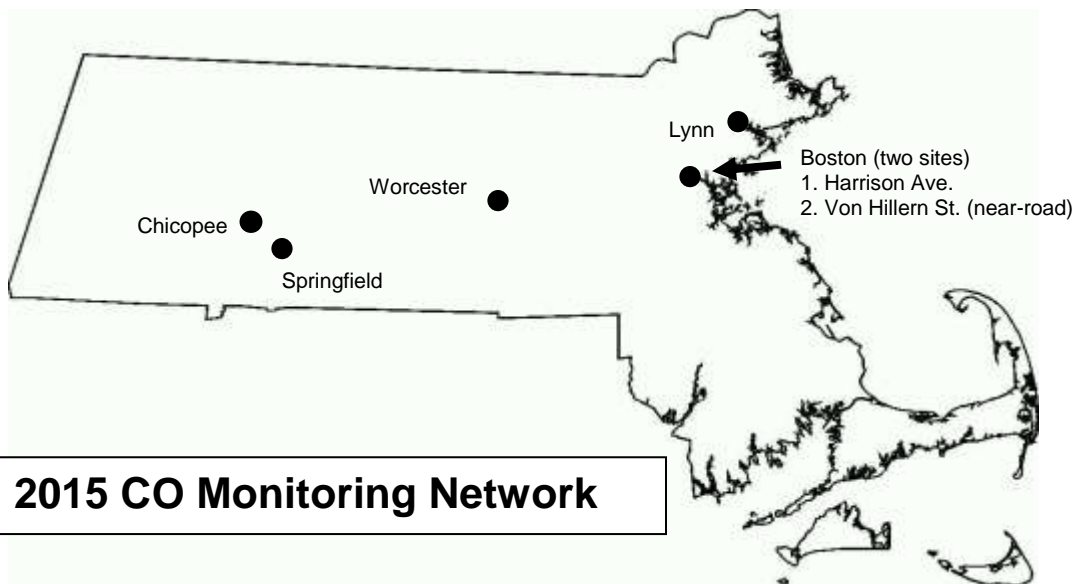 Lynn
Boston (two sites)
1. Harrison Ave.
2. Von Hillern St. (near-road)
Worcester
Chicopee
Springfield
2015 CO Monitoring Network